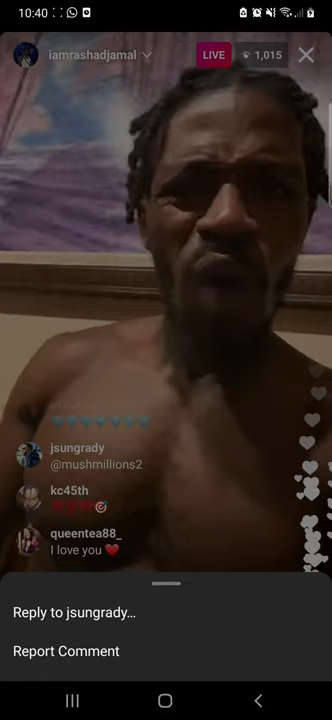 10:40
iamrashadjamal
LIVE
1,015
jsungrady
@mushmillions2
kc45th
queentea88_
I love you ❤️
Reply to jsungrady…
Report Comment